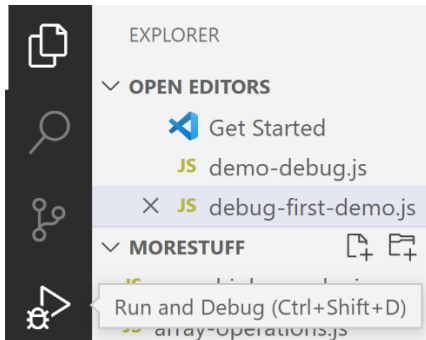 EXPLORER
OPEN EDITORS
Get Started
JS demo-debug.js
JS debug-first-demo.js
MORESTUFF
Run and Debug (Ctrl+Shift+D)
JS array-operations.js